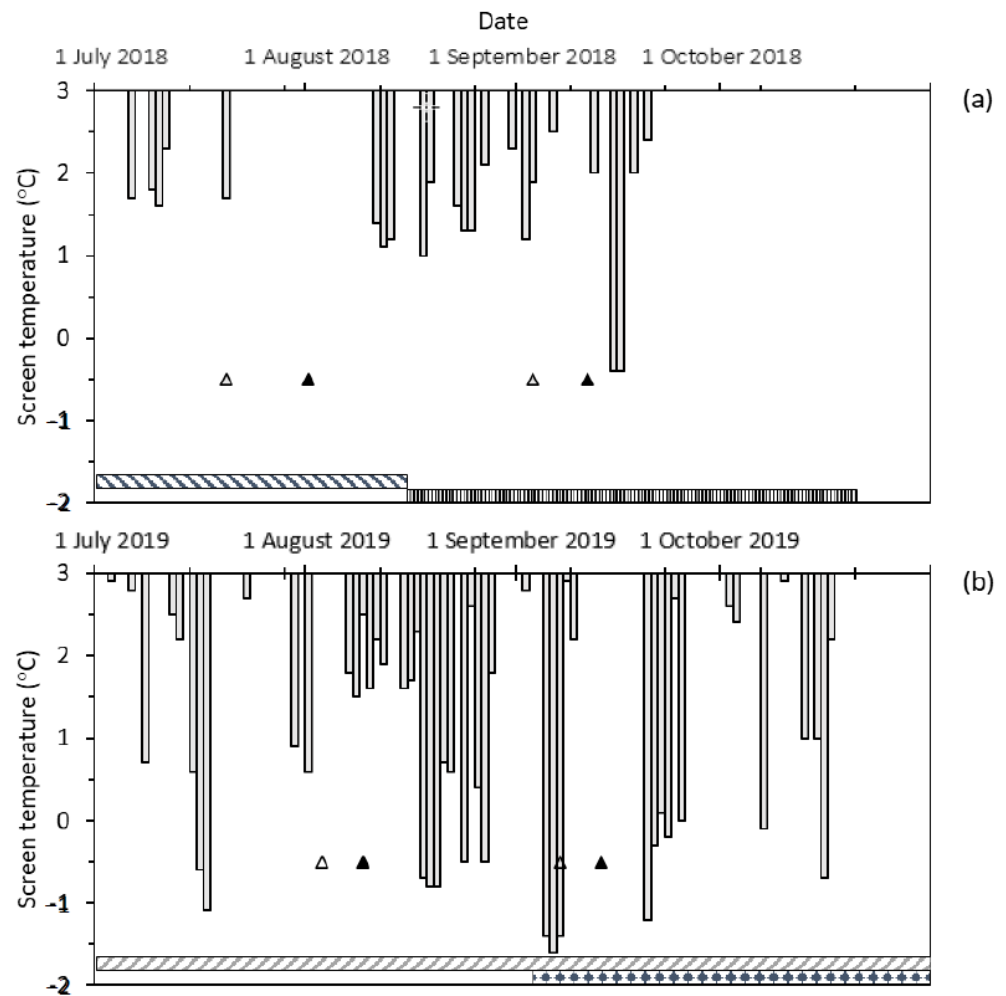 Date
1 July 2018 1 August 2018 1 September 2018 1 October 2018
(a)
3
2
1
0
–1
–2
Screen temperature (°C)
1 July 2019 1 August 2019 1 September 2019 1 October 2019
(b)
3
2
1
0
–1
–2
Screen temperature (°C)